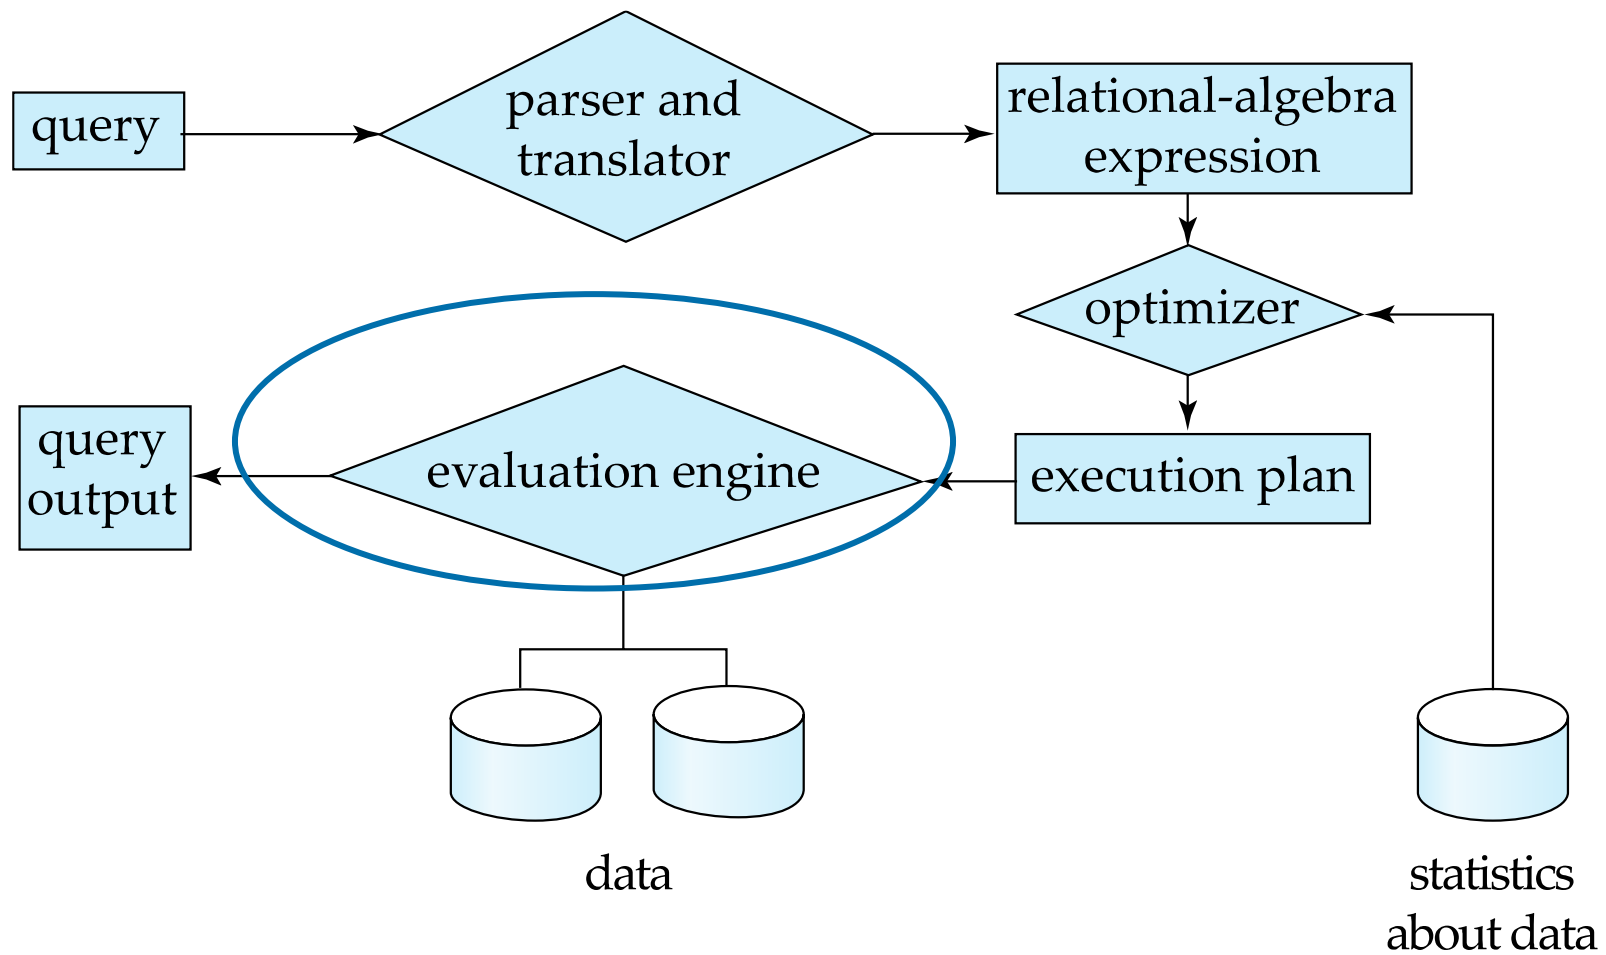 query
parser and
translator
relational-algebra
expression
optimizer
query
output
evaluation engine
execution plan
data
statistics
about data